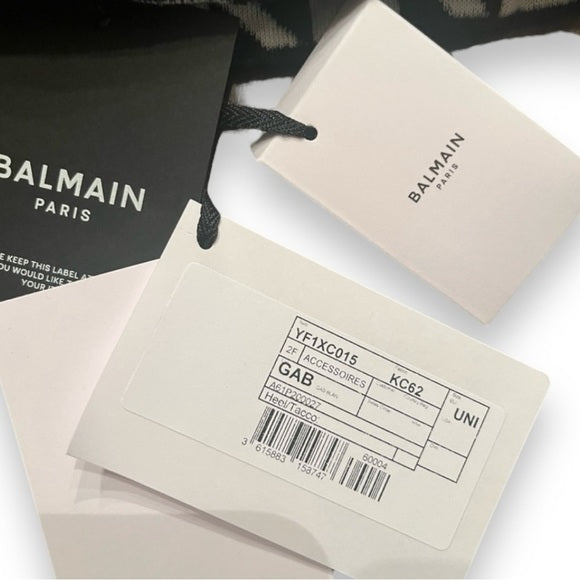 BALMAIN
PARIS
KEEP THIS LABEL
OU WOULD LIKE
YOUR
BALMAIN
PARIS
YF1XC015
KC62
2F ACCESSOIRES
UNI
GAB
A61P200027
Heel/Tacco
3 615883 158747
60004